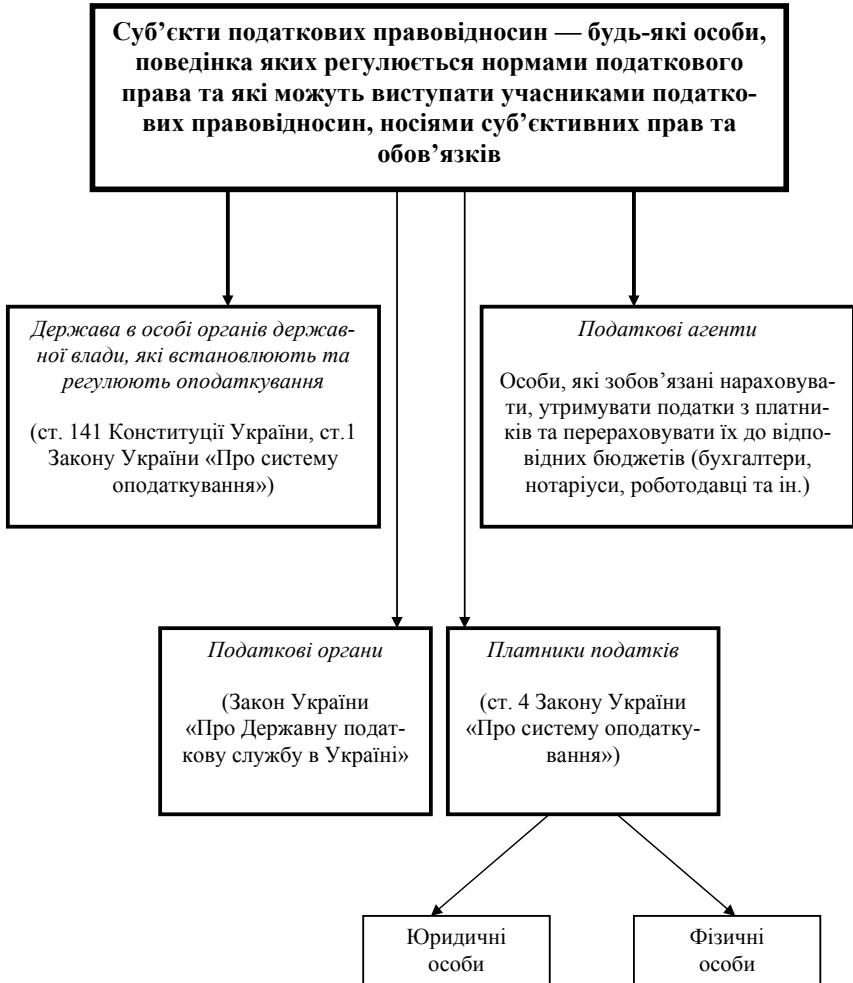 Суб’єкти податкових правовідносин — будь-які особи,
поведінка яких регулюється нормами податкового
права та які можуть виступати учасниками податко-
вих правовідносин, носіями суб’єктивних прав та
обов’язків
Держава в особі органів держав-
ної влади, які встановлюють та
регулюють оподаткування
(ст. 141 Конституції України, ст.1
Закону України «Про систему
оподаткування»)
Податкові агенти
Особи, які зобов’язані нараховува-
ти, утримувати податки з платни-
ків та перераховувати їх до відпо-
відних бюджетів (бухгалтери,
нотаріуси, роботодавці та ін.)
Податкові органи
(Закон України
«Про Державну подат-
кову службу в Україні»
Платники податків
(ст. 4 Закону України
«Про систему оподатку-
вання»)
Юридичні
особи
Фізичні
особи